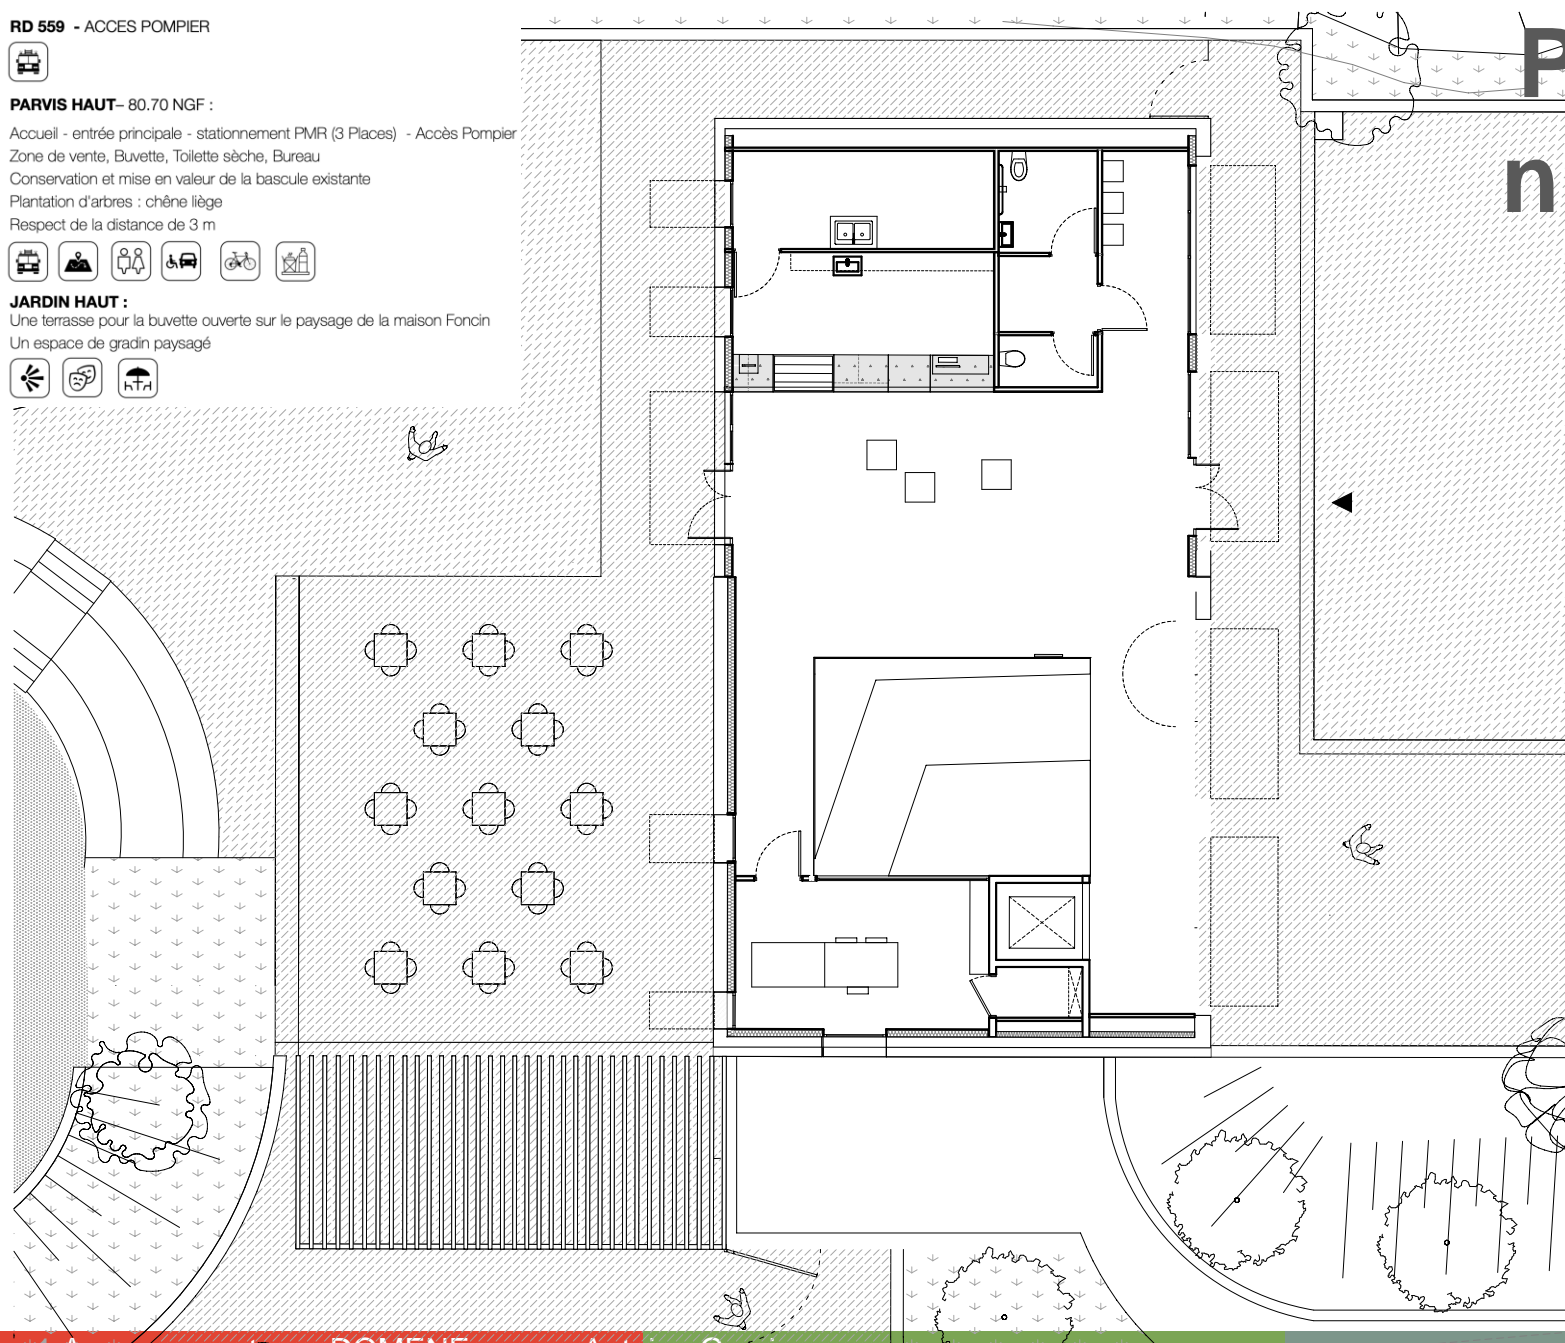 RD 559 - ACCES POMPIER
PARVIS HAUT– 80.70 NGF :
Accueil - entrée principale - stationnement PMR (3 Places) - Accès Pompier
Zone de vente, Buvette, Toilette sèche, Bureau
Conservation et mise en valeur de la bascule existante
Plantation d'arbres : chêne liège
Respect de la distance de 3 m
JARDIN HAUT :
Une terrasse pour la buvette ouverte sur le paysage de la maison Foncin
Un espace de gradin paysagé
P
n
DOMENE